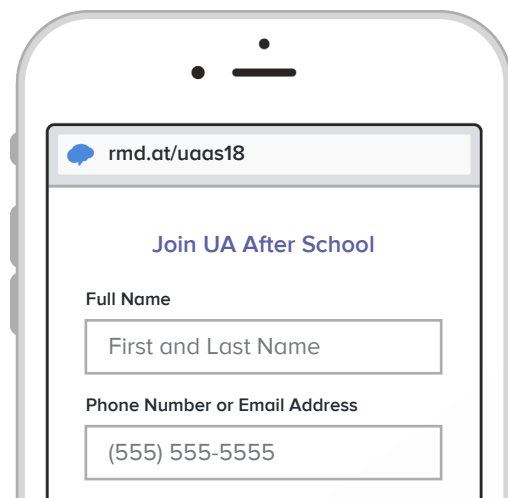 rmd.at/uaas18
Join UA After School
Full Name
First and Last Name
Phone Number or Email Address
(555) 555-5555